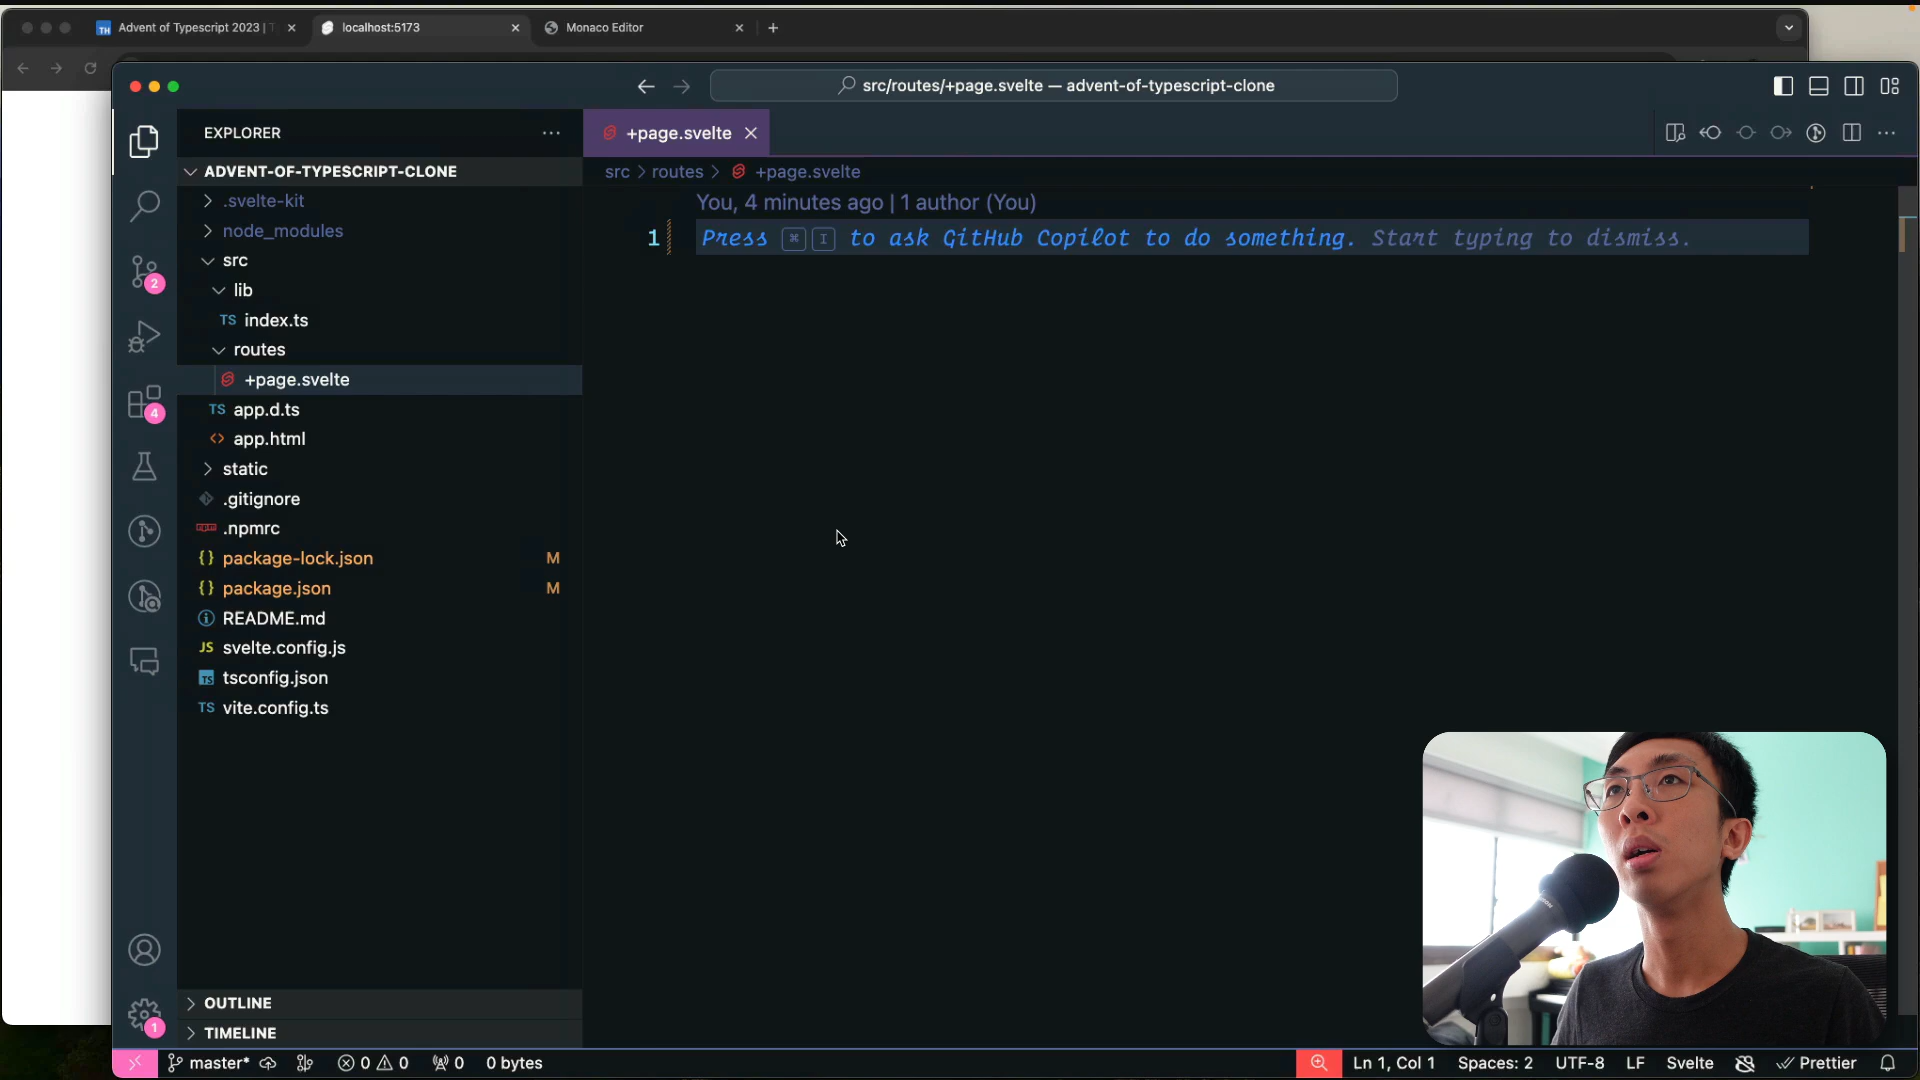 Advent of Typescript 2023 | T
localhost:5173
Monaco Editor
src/routes/+page.svelte — advent-of-typescript-clone
EXPLORER
ADVENT-OF-TYPESCRIPT-CLONE
.svelte-kit
node_modules
src
lib
TS index.ts
routes
+page.svelte
TS app.d.ts
<> app.html
static
.gitignore
.npmrc
{} package-lock.json M
{} package.json M
README.md
JS svelte.config.js
TS tsconfig.json
TS vite.config.ts
OUTLINE
TIMELINE
2
4
1
+page.svelte
src > routes > +page.svelte
You, 4 minutes ago | 1 author (You)
1 Press ⌘ I to ask GitHub Copilot to do something. Start typing to dismiss.
master* 0 0 0 0 bytes
Ln 1, Col 1 Spaces: 2 UTF-8 LF Svelte Prettier